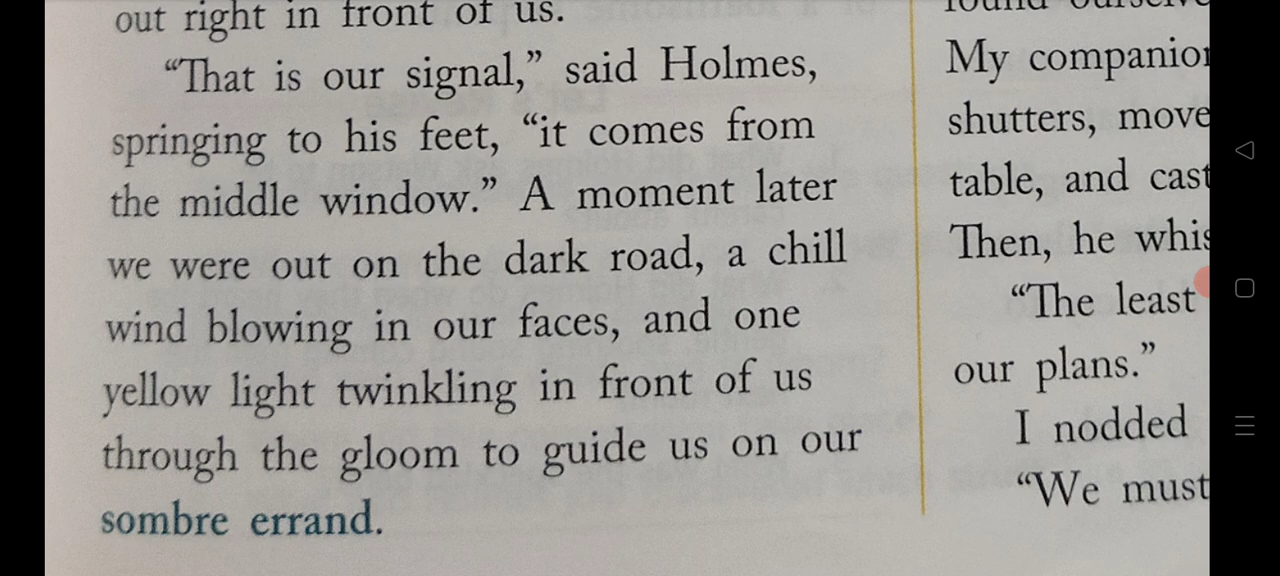 out right in front of us.
“That is our signal,” said Holmes,
springing to his feet, “it comes from
the middle window.” A moment later
we were out on the dark road, a chill
wind blowing in our faces, and one
yellow light twinkling in front of us
through the gloom to guide us on our
sombre errand.
found
My
shutters,
table, and cast
Then, he
“The least
our plans.”
I nodded
“We must